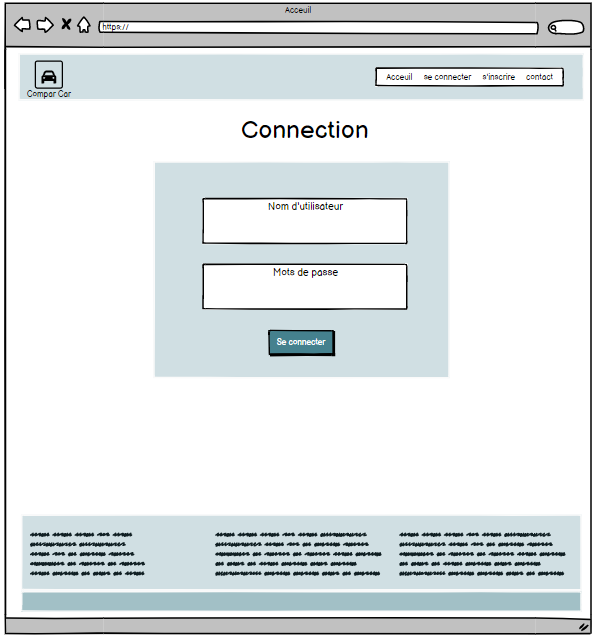 Acceuil
https://
Compar Car
Acceuil se connecter s'inscrire contact
Connection
Nom d'utilisateur
Mots de passe
Se connecter